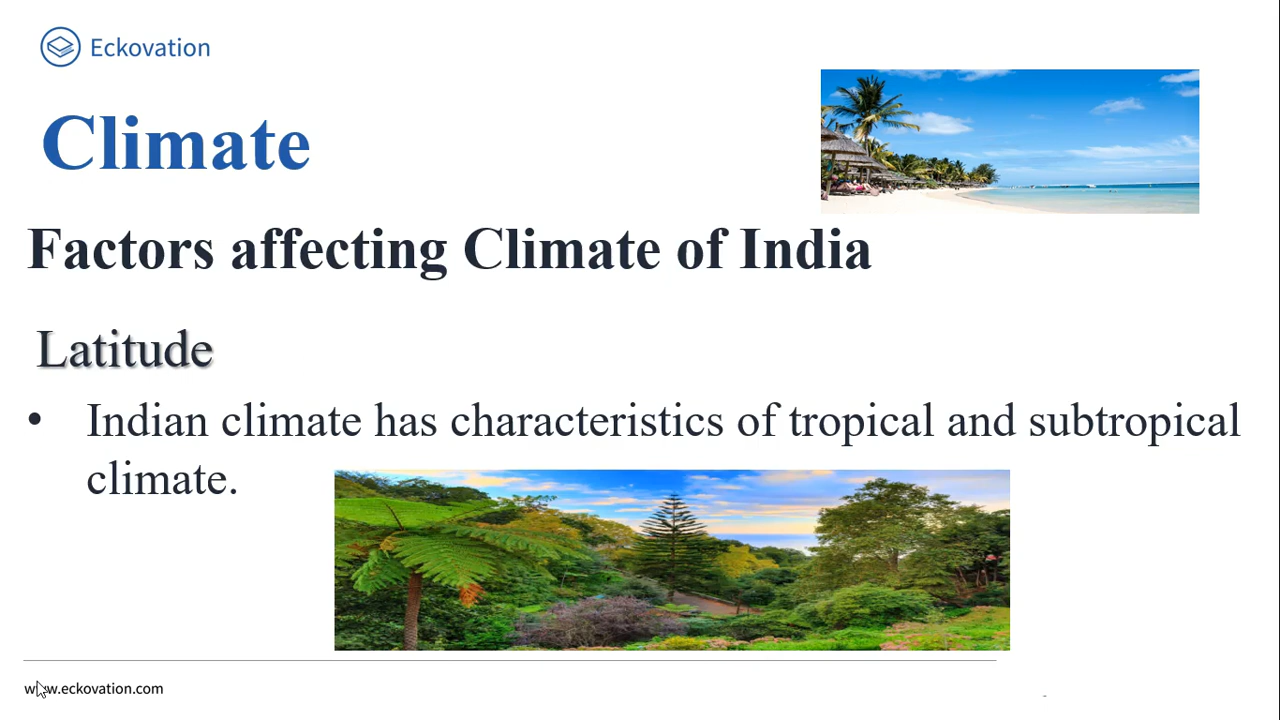 Eckovation
Climate
Factors affecting Climate of India
Latitude
• Indian climate has characteristics of tropical and subtropical
climate.
www.eckovation.com